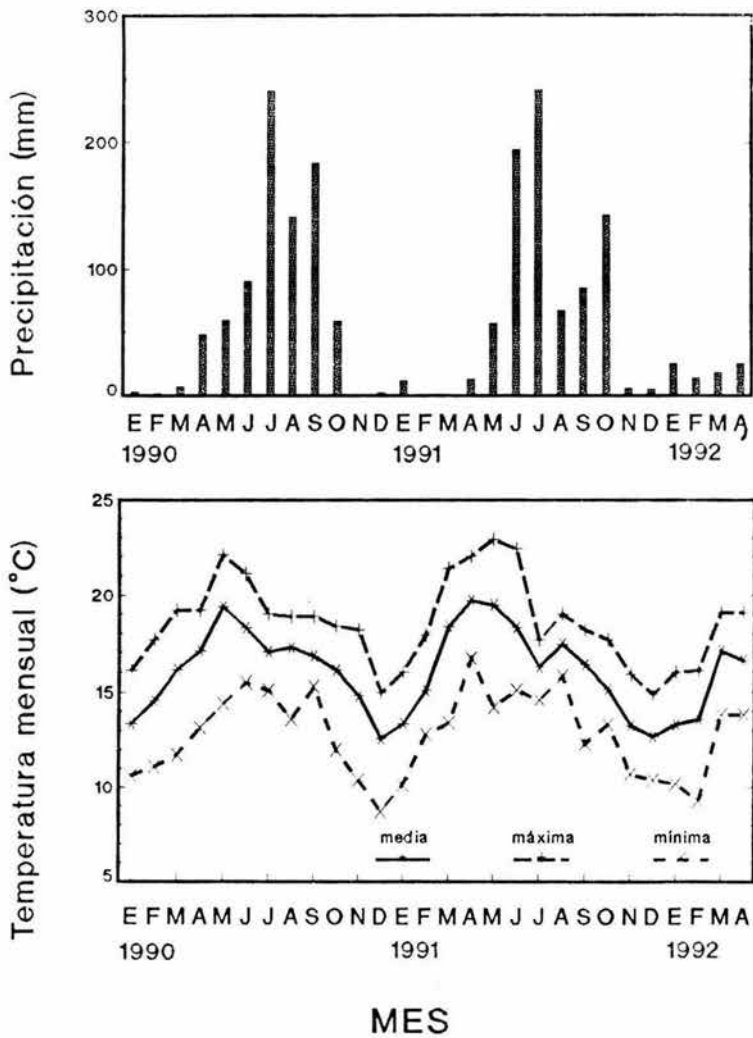 Precipitación (mm)
300
200
100
0
E F M A M J J A S O N D E F M A M J J A S O N D E F M A
1990 1991 1992
Temperatura mensual (°C)
25
20
15
10
5
media máxima mínima
E F M A M J J A S O N D E F M A M J J A S O N D E F M A
1990 1991 1992
MES